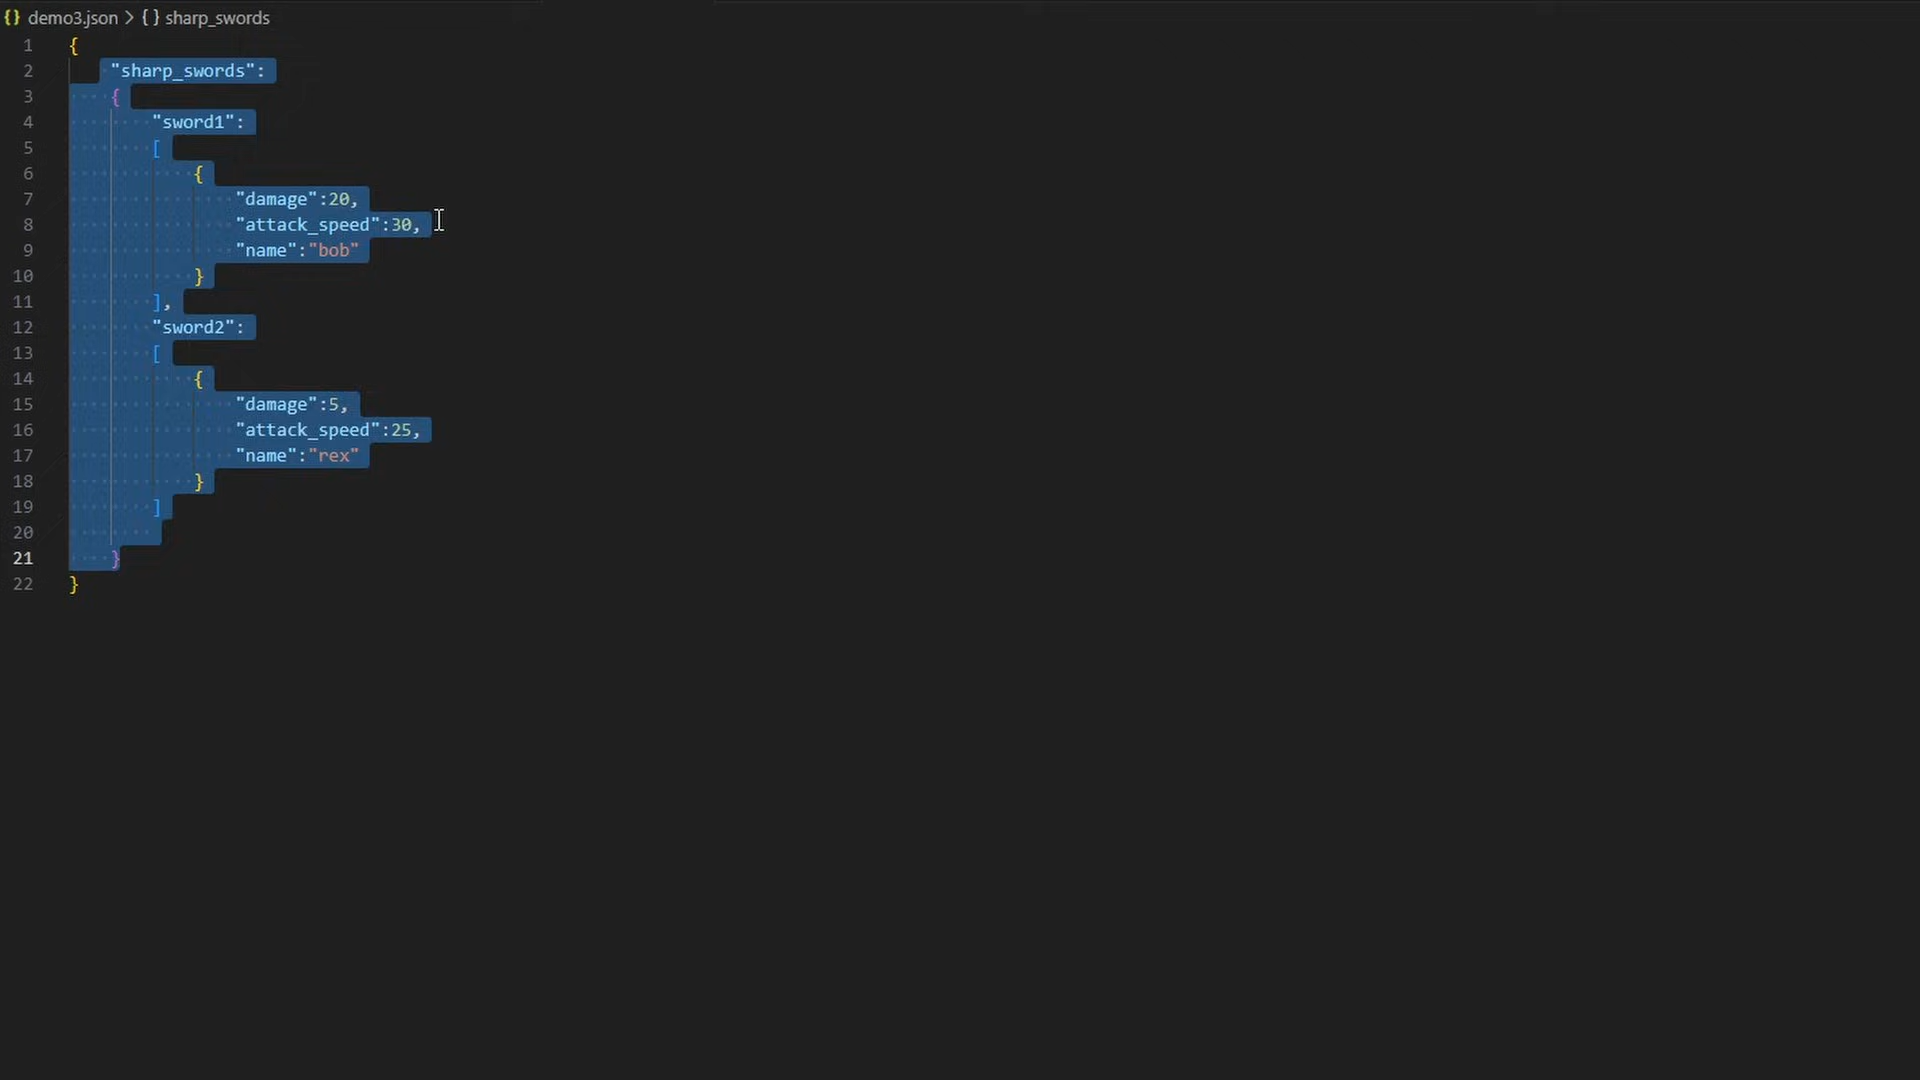 {} demo3.json > {} sharp_swords
1 {
2 "sharp_swords":
3 {
4 "sword1":
5 [
6 {
7 "damage":20,
8 "attack_speed":30,
9 "name":"bob"
10 }
11 ],
12 "sword2":
13 [
14 {
15 "damage":5,
16 "attack_speed":25,
17 "name":"rex"
18 }
19 ]
20
21 }
22 }